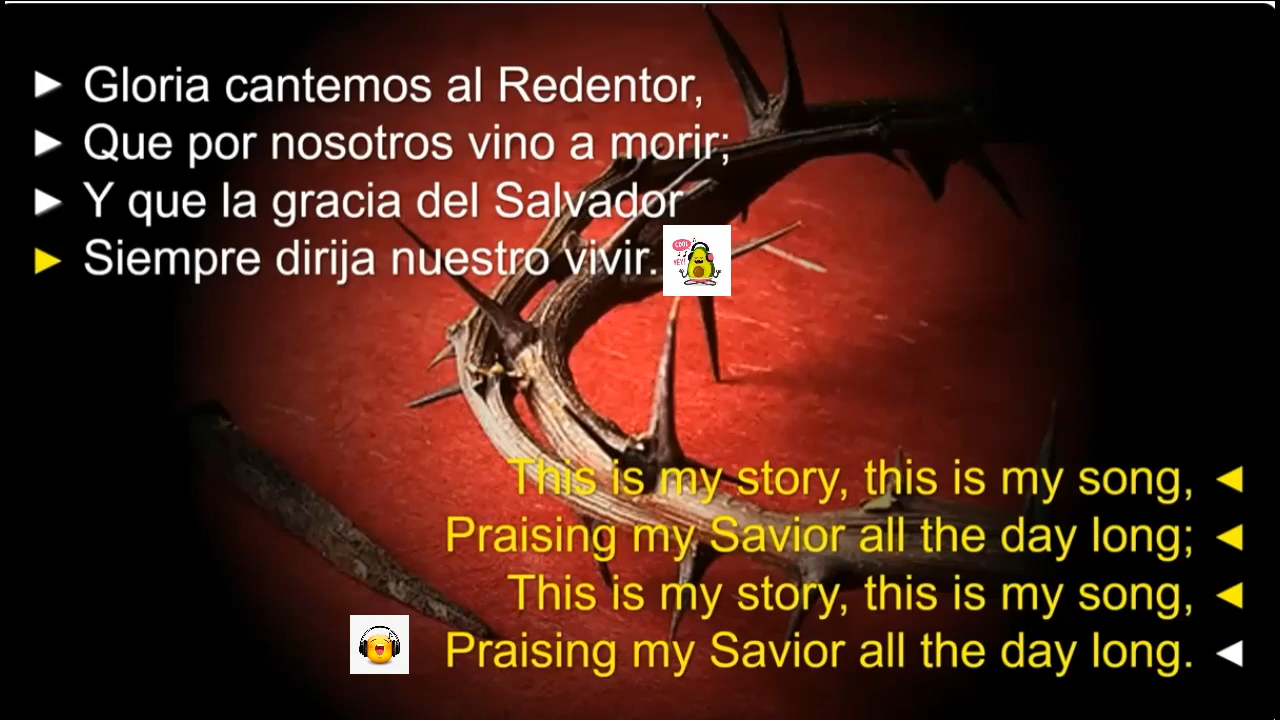 ► Gloria cantemos al Redentor,
► Que por nosotros vino a morir;
► Y que la gracia del Salvador
► Siempre dirija nuestro vivir.
COOL
YEY!
This is my story, this is my song, ◄
Praising my Savior all the day long; ◄
This is my story, this is my song, ◄
Praising my Savior all the day long. ◄